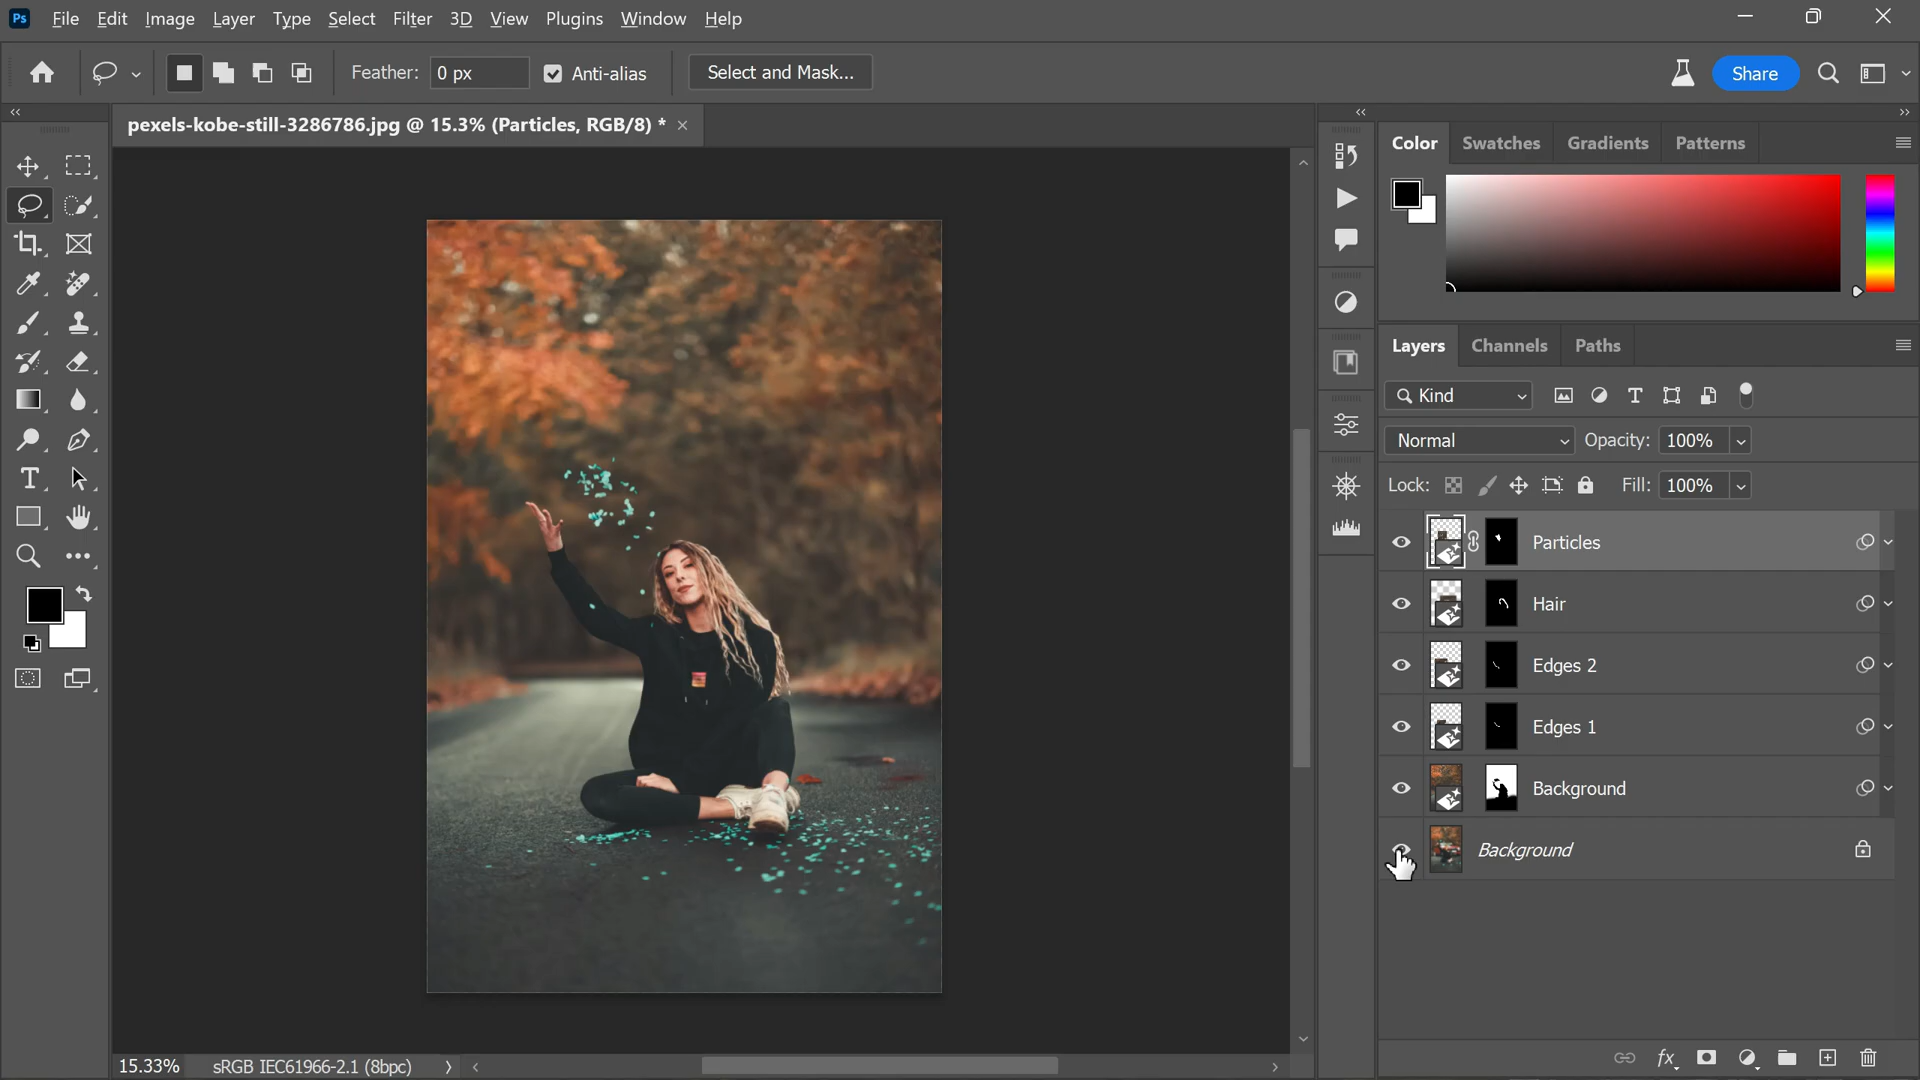 Ps File Edit Image Layer Type Select Filter 3D View Plugins Window Help
Feather: 0 px Anti-alias Select and Mask... Share
pexels-kobe-still-3286786.jpg @ 15.3% (Particles, RGB/8) *
Color Swatches Gradients Patterns
Layers Channels Paths
Kind
Normal Opacity: 100%
Lock: Fill: 100%
Particles
Hair
Edges 2
Edges 1
Background
Background
fx
15.33% sRGB IEC61966-2.1 (8bpc)